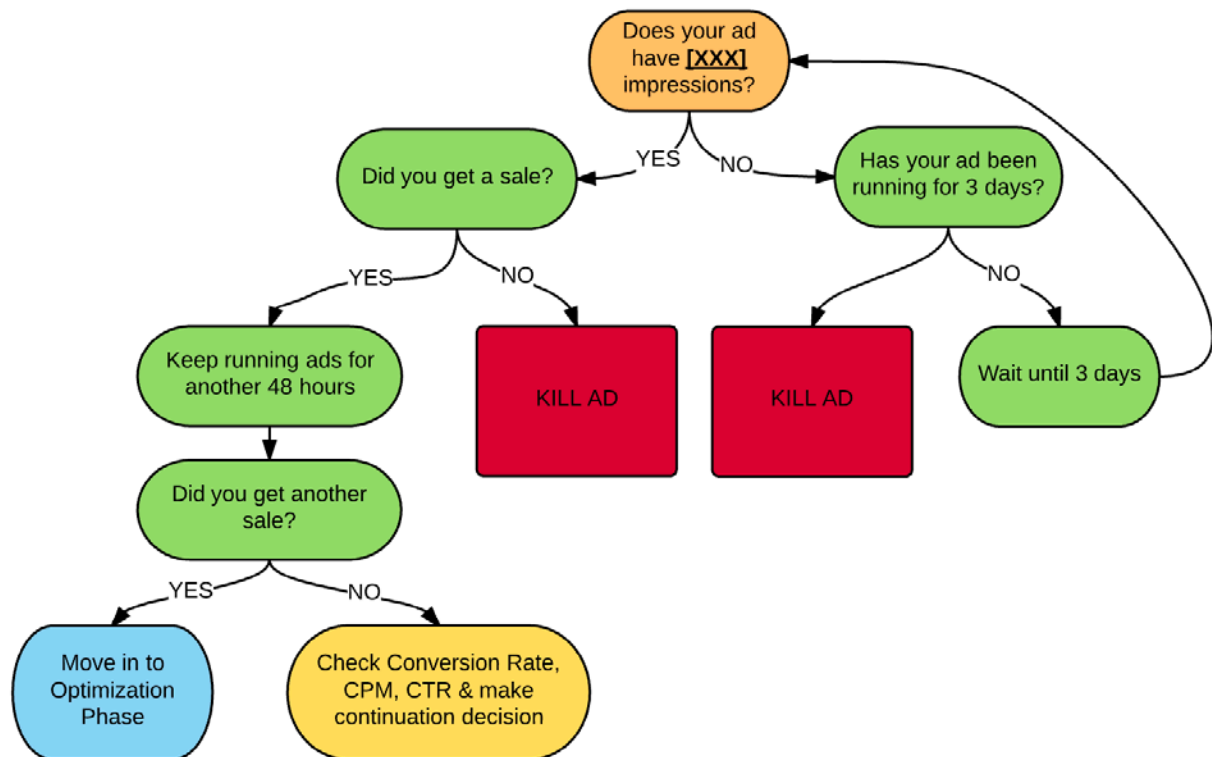 Does your ad
have [XXX]
impressions?
YES
NO
Did you get a sale?
Has your ad been
running for 3 days?
YES
NO
NO
Keep running ads for
another 48 hours
KILL AD
KILL AD
Wait until 3 days
Did you get another
sale?
YES
NO
Move in to
Optimization
Phase
Check Conversion Rate,
CPM, CTR & make
continuation decision